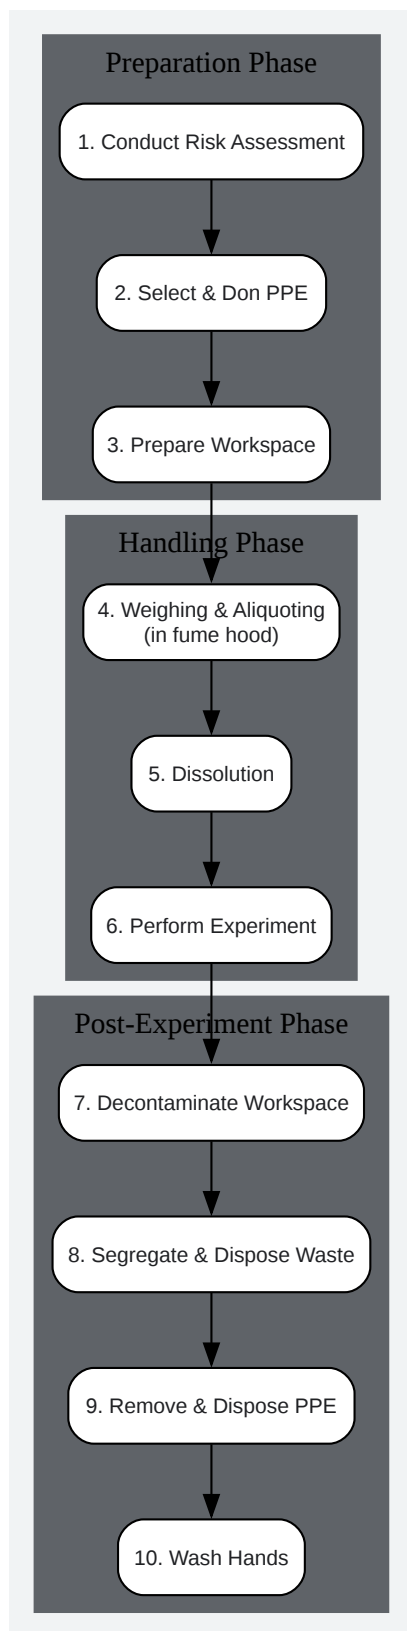 Preparation Phase
1. Conduct Risk Assessment
2. Select & Don PPE
3. Prepare Workspace
Handling Phase
4. Weighing & Aliquoting
(in fume hood)
5. Dissolution
6. Perform Experiment
Post-Experiment Phase
7. Decontaminate Workspace
8. Segregate & Dispose Waste
9. Remove & Dispose PPE
10. Wash Hands